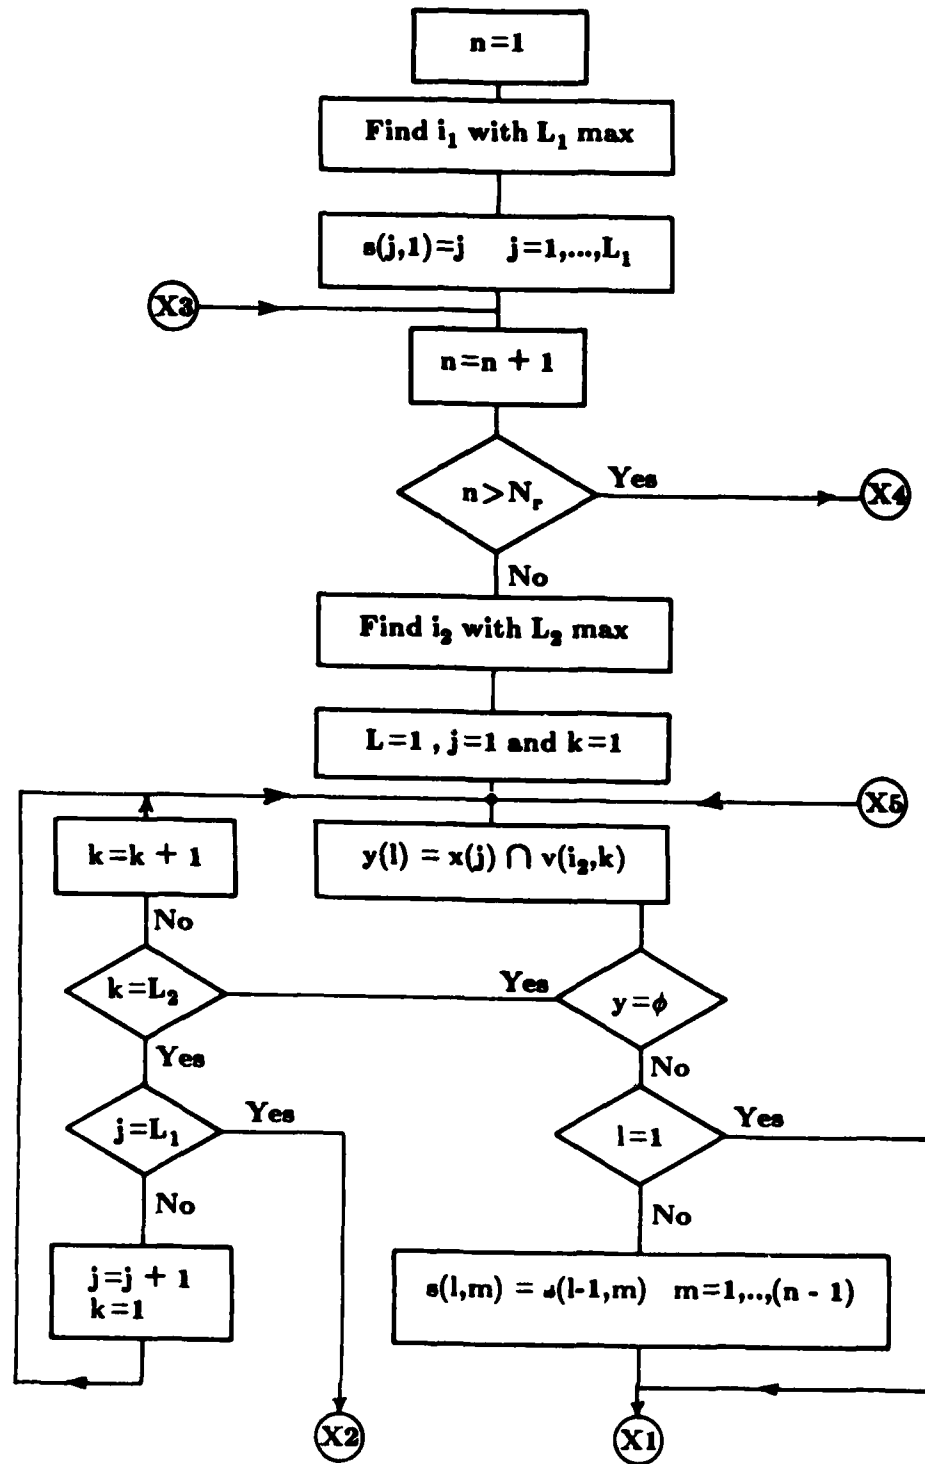 n=1
Find i₁ with L₁ max
s(j,1)=j j=1,...,L₁
X3
n=n + 1
n>Nᵣ
Yes
X4
No
Find i₂ with L₂ max
L=1 , j=1 and k=1
X5
k=k + 1
y(l) = x(j) ∩ v(i₂,k)
No
k=L₂
Yes
y=ϕ
Yes
No
j=L₁
Yes
l=1
Yes
No
No
j=j + 1
k=1
s(l,m) = s(l-1,m) m=1,..,(n - 1)
X2
X1